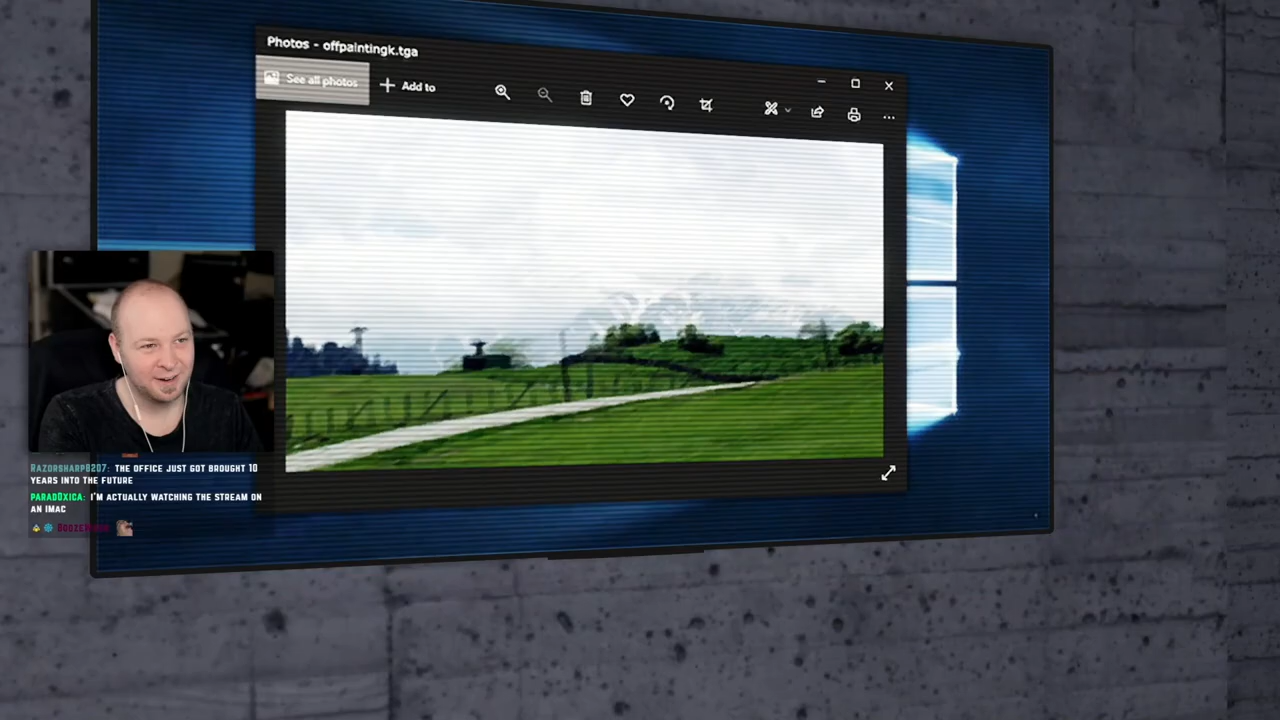 Photos - offpaintingk.tga
See all photos
Add to
RAZORSHARP8207: THE OFFICE JUST GOT BROUGHT 10
YEARS INTO THE FUTURE
PARAD0XICA: I'M ACTUALLY WATCHING THE STREAM ON
AN IMAC